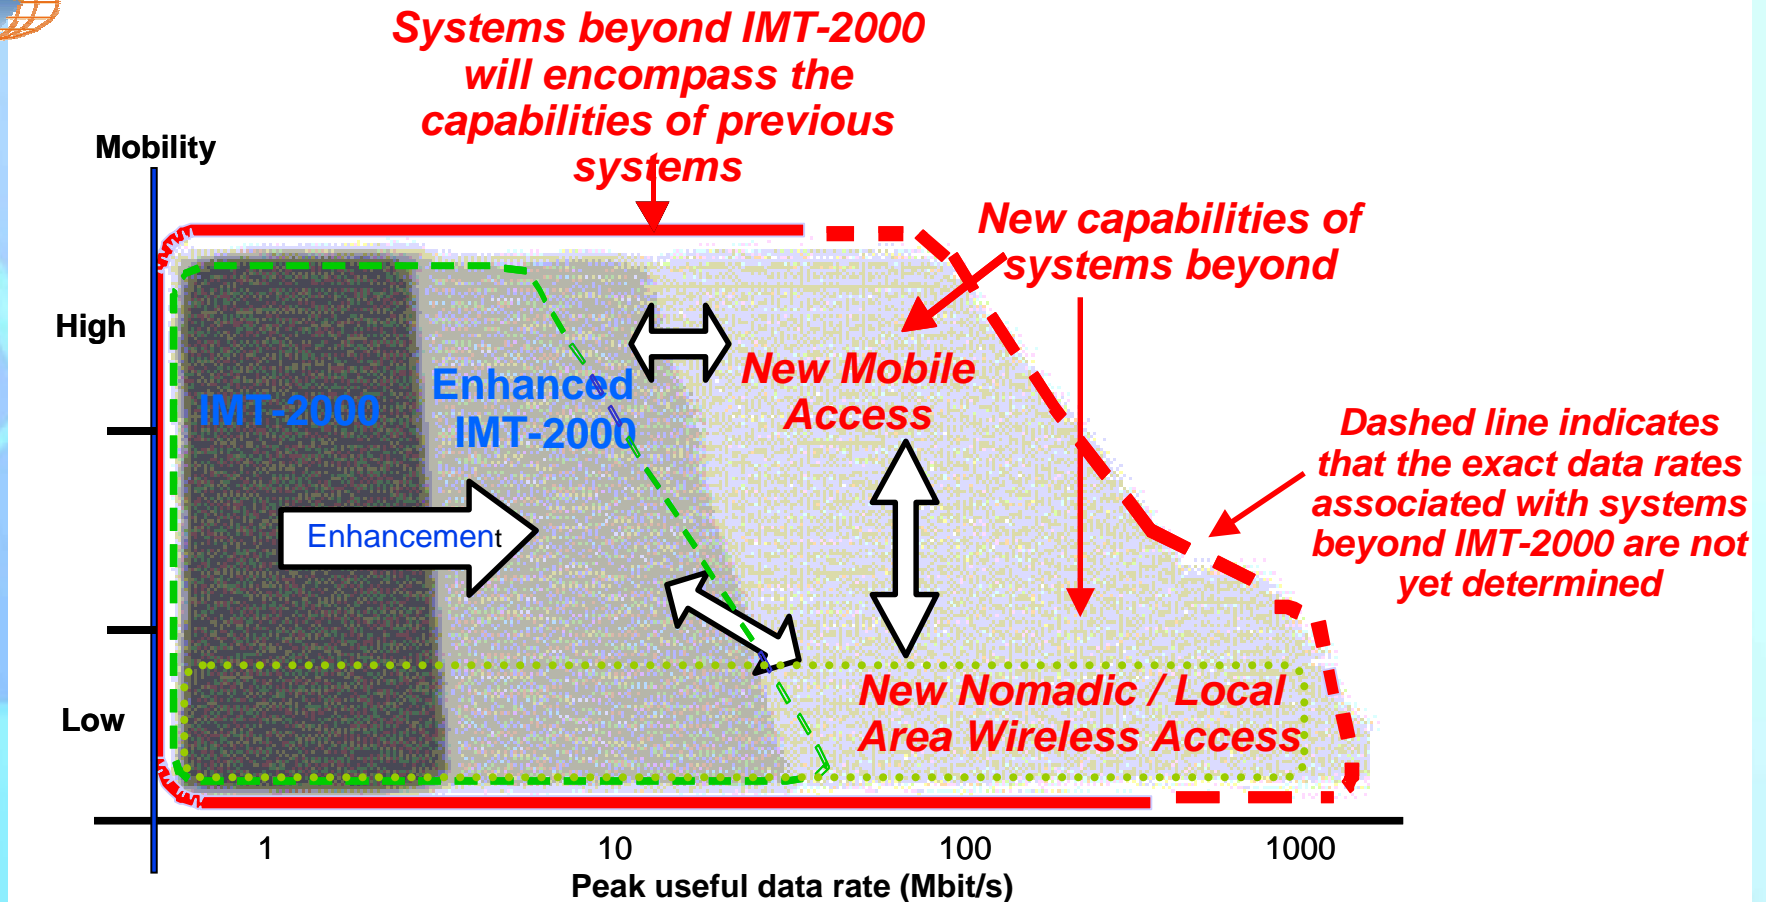 Systems beyond IMT-2000
will encompass the
capabilities of previous
systems
Mobility
New capabilities of
systems beyond
High
New Mobile
Access
Enhanced
IMT-2000
IMT-2000
Dashed line indicates
that the exact data rates
associated with systems
beyond IMT-2000 are not
yet determined
Enhancement
New Nomadic / Local
Area Wireless Access
Low
1 10 100 1000
Peak useful data rate (Mbit/s)